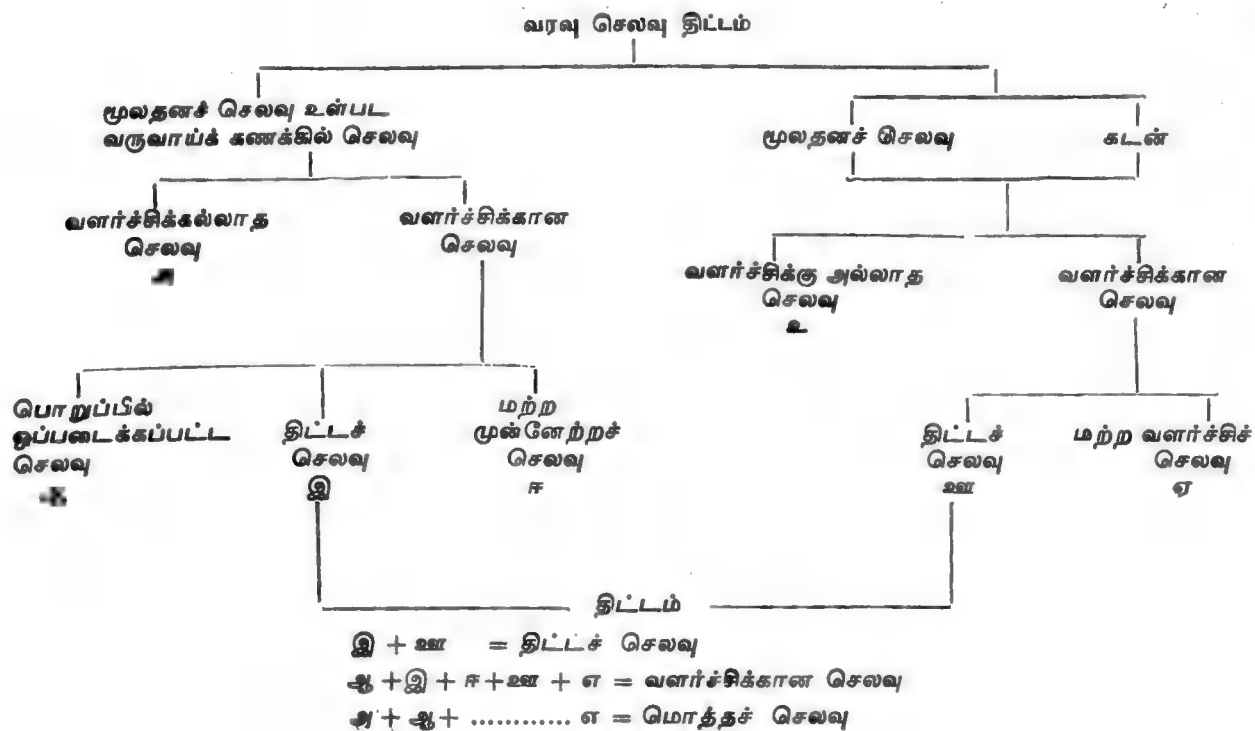 வரவு செலவு திட்டம்
மூலதனச் செலவு உள்பட
வருவாய்க் கணக்கில் செலவு
மூலதனச் செலவு
கடன்
வளர்ச்சிக்கல்லாத
செலவு
வளர்ச்சிக்கான
செலவு
வளர்ச்சிக்கு அல்லாத
செலவு
உ
வளர்ச்சிக்கான
செலவு
பொறுப்பில்
ஒப்படைக்கப்பட்ட
செலவு
திட்டச்
செலவு
இ
மற்ற
முன்னேற்றச்
செலவு
ஈ
திட்டச்
செலவு
ஊ
மற்ற வளர்ச்சிச்
செலவு
ஏ
திட்டம்
இ + ஊ = திட்டச் செலவு
ஆ + இ + ஈ + ஊ + எ = வளர்ச்சிக்கான செலவு
அ + ஆ + ............ எ = மொத்தச் செலவு